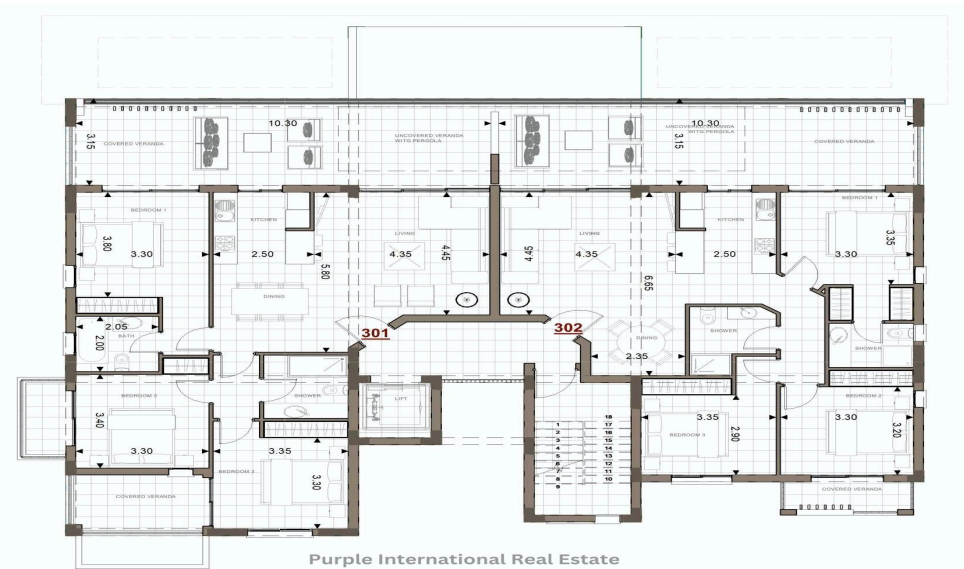 10.30
10.30
3.15
3.15
COVERED VERANDA
UNCOVERED VERANDA
WITG PERGOLA
UNCOVERED VERANDA
WITG PERGOLA
COVERED VERANDA
BEDROOM 1
KITCHEN
LIVING
LIVING
KITCHEN
BEDROOM 1
3.80
3.30
2.50
5.80
4.35
4.45
4.45
4.35
6.65
2.50
3.30
3.35
DINING
2.05
BATH
2.00
301
302
DINING
2.35
SHOWER
SHOWER
BEDROOM 2
3.40
3.30
SHOWER
LIFT
3.35
BEDROOM 3
3.30
COVERED VERANDA
1
2
3
4
5
6
7
8
9
18
17
16
15
14
13
12
11
10
3.35
BEDROOM 3
2.90
BEDROOM 2
3.30
3.20
COVERED VERANDA
Purple International Real Estate